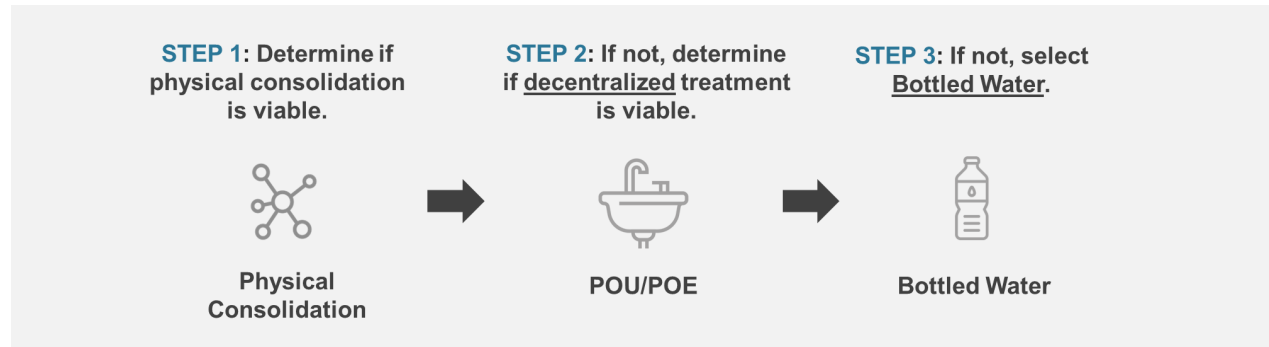 STEP 1: Determine if
physical consolidation
is viable.
STEP 2: If not, determine
if decentralized treatment
is viable.
STEP 3: If not, select
Bottled Water.
Physical
Consolidation
POU/POE
Bottled Water